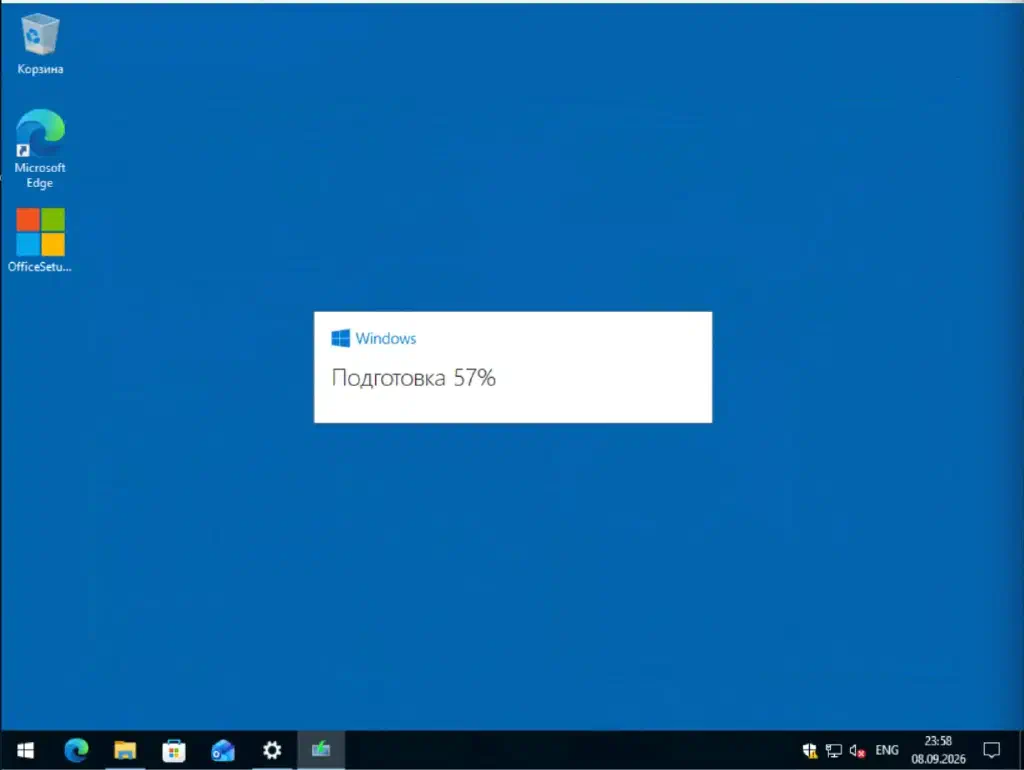 Корзина
Microsoft
Edge
OfficeSetu...
Windows
Подготовка 57%
ENG
23:58
08.09.2026